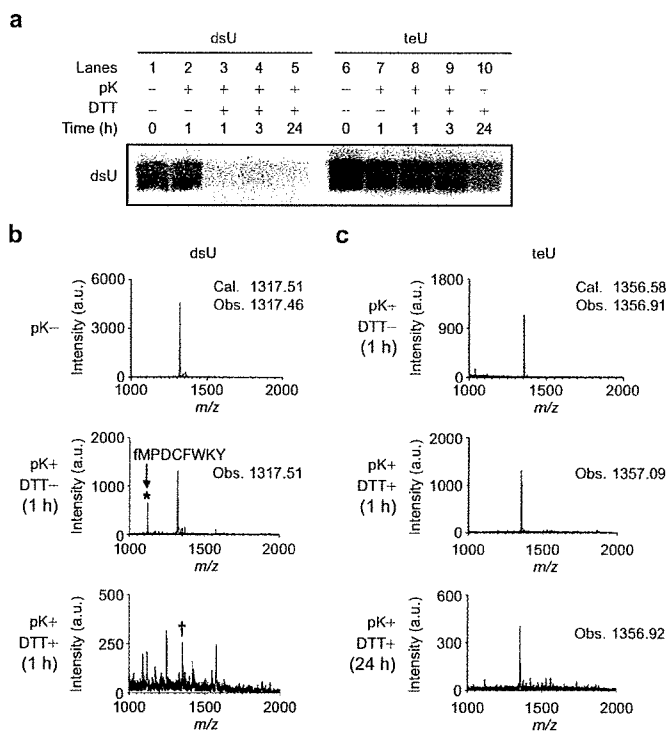 a
dsU teU
Lanes 1 2 3 4 5 6 7 8 9 10
pK – + + + + – + + + –
DTT – – + + + – – + + +
Time (h) 0 1 1 3 24 0 1 1 3 24
dsU
b c
dsU teU
pK–
Intensity (a.u.)
6000
3000
0
Cal. 1317.51
Obs. 1317.46
1000 1500 2000
m/z
pK+
DTT–
(1 h)
Intensity (a.u.)
1800
900
0
Cal. 1356.58
Obs. 1356.91
1000 1500 2000
m/z
pK+
DTT–
(1 h)
Intensity (a.u.)
2000
1000
0
fMPDCFWKY
*
Obs. 1317.51
1000 1500 2000
m/z
pK+
DTT+
(1 h)
Intensity (a.u.)
2000
1000
0
Obs. 1357.09
1000 1500 2000
m/z
pK+
DTT+
(1 h)
Intensity (a.u.)
500
250
0
†
1000 1500 2000
m/z
pK+
DTT+
(24 h)
Intensity (a.u.)
600
300
0
Obs. 1356.92
1000 1500 2000
m/z